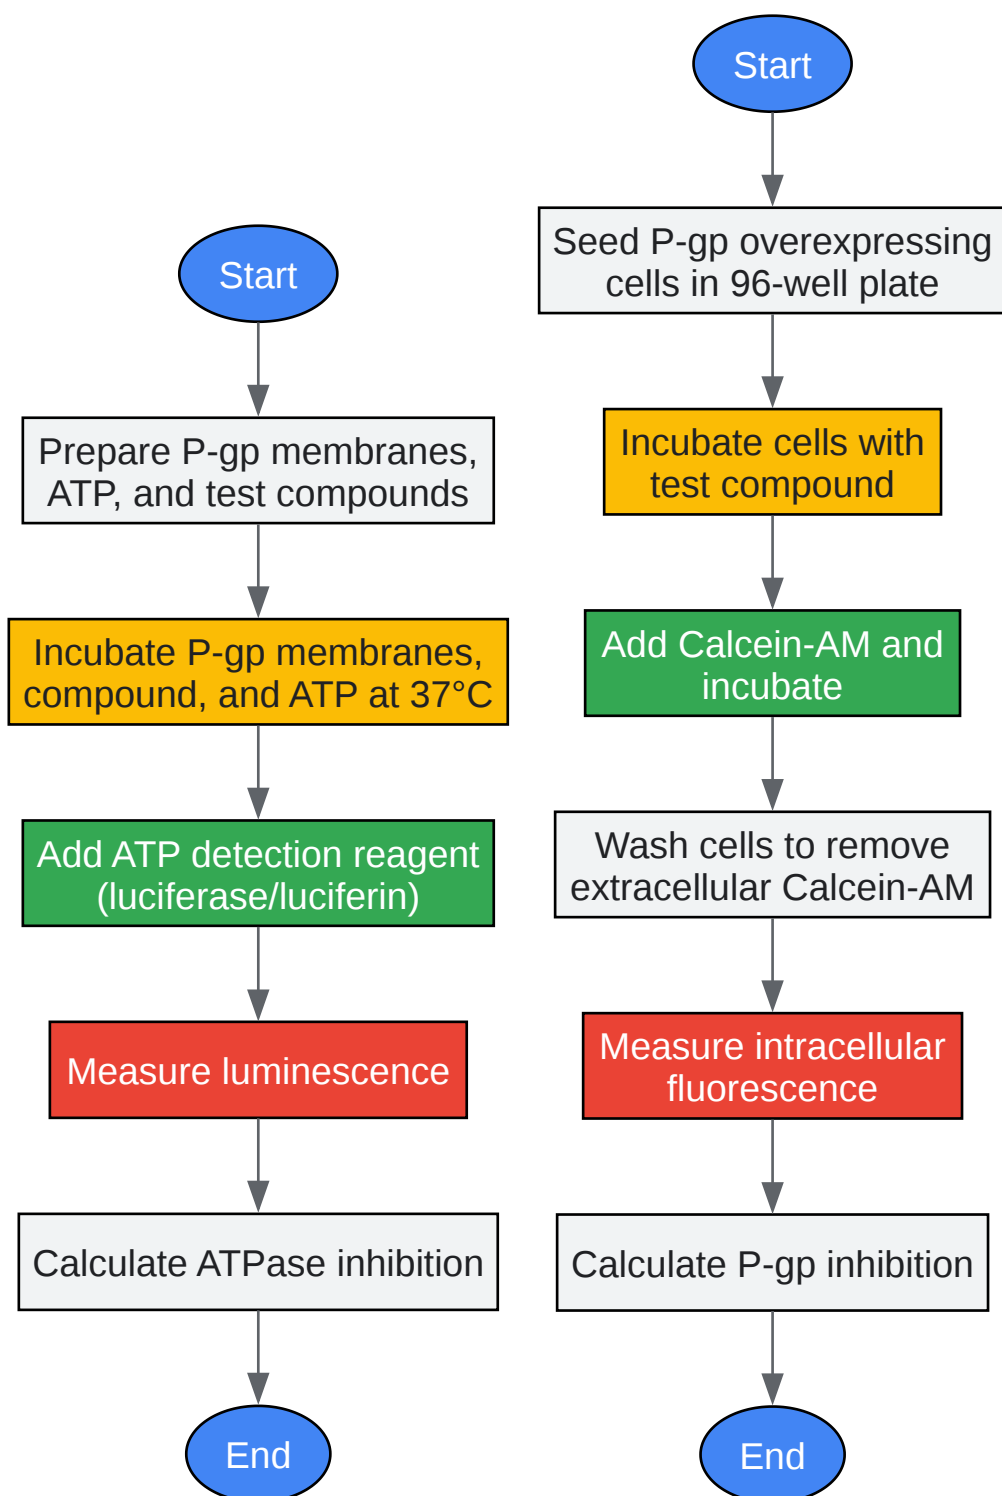 Start
Prepare P-gp membranes,
ATP, and test compounds
Incubate P-gp membranes,
compound, and ATP at 37°C
Add ATP detection reagent
(luciferase/luciferin)
Measure luminescence
Calculate ATPase inhibition
End
Start
Seed P-gp overexpressing
cells in 96-well plate
Incubate cells with
test compound
Add Calcein-AM and
incubate
Wash cells to remove
extracellular Calcein-AM
Measure intracellular
fluorescence
Calculate P-gp inhibition
End